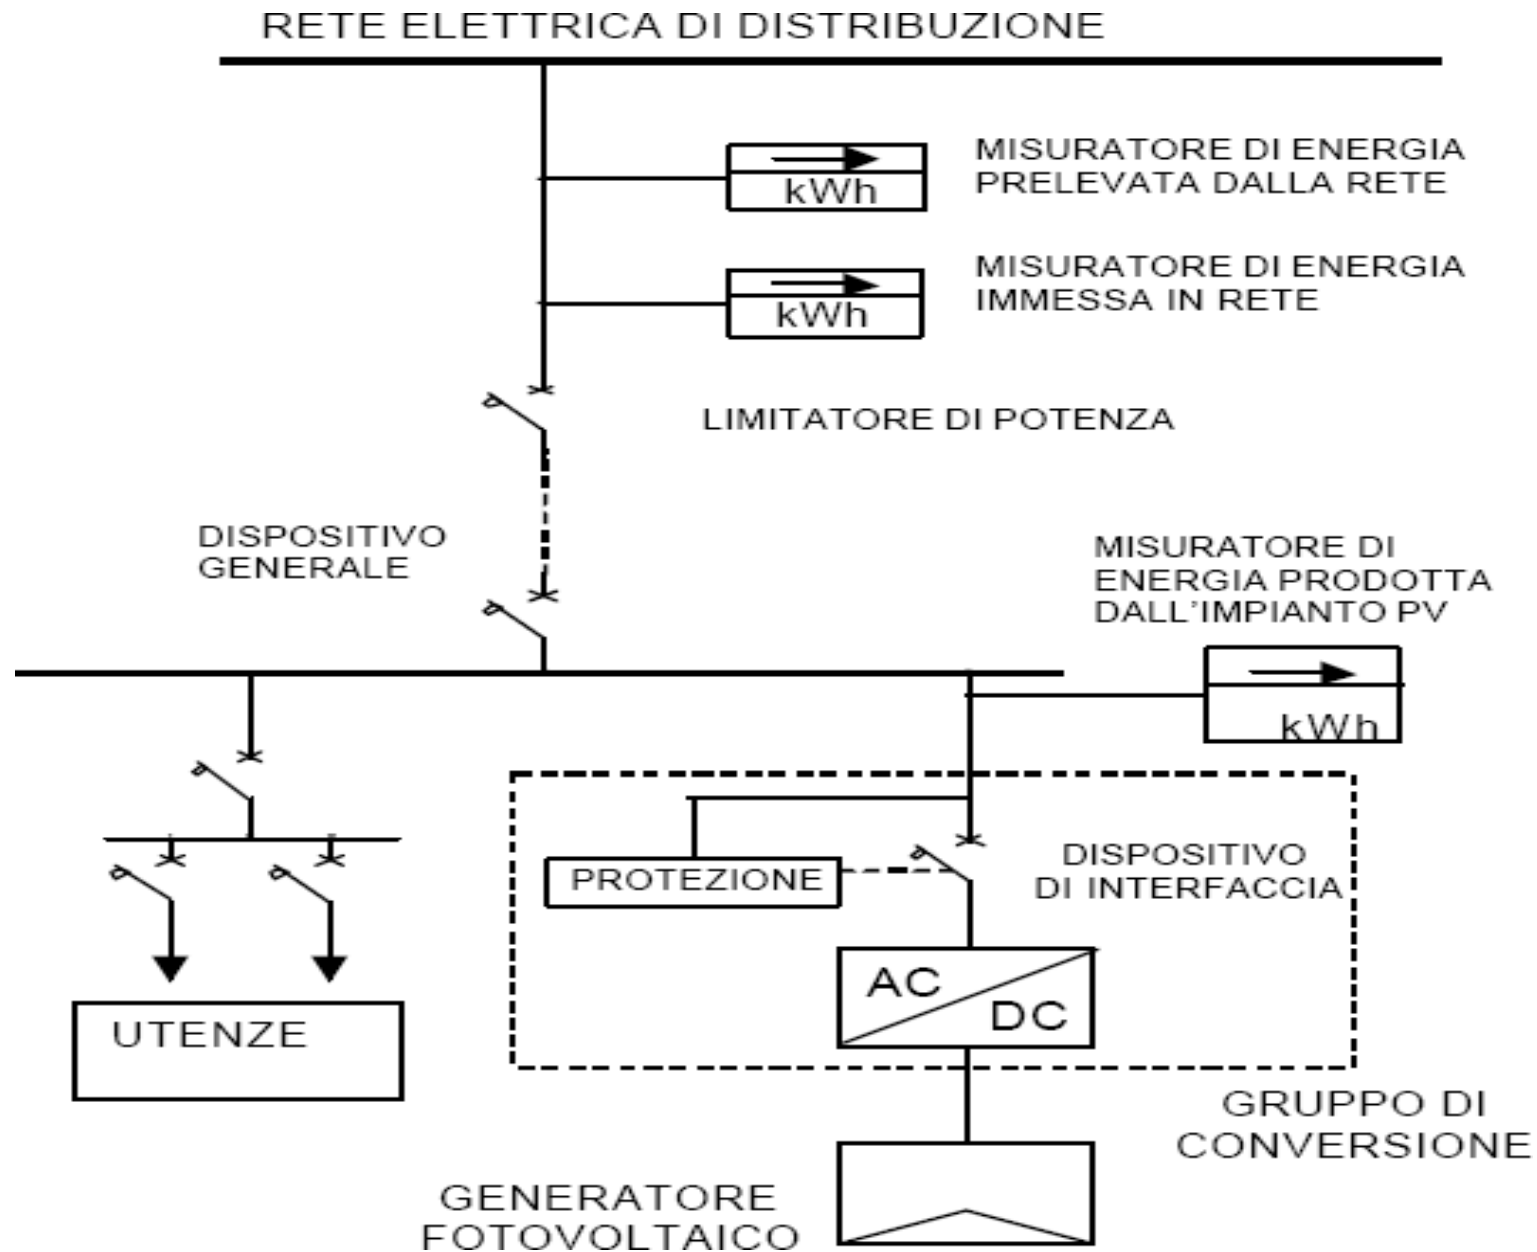 RETE ELETTRICA DI DISTRIBUZIONE
MISURATORE DI ENERGIA
PRELEVATA DALLA RETE
kWh
MISURATORE DI ENERGIA
IMMESSA IN RETE
kWh
LIMITATORE DI POTENZA
DISPOSITIVO
GENERALE
MISURATORE DI
ENERGIA PRODOTTA
DALL'IMPIANTO PV
kWh
PROTEZIONE
DISPOSITIVO
DI INTERFACCIA
AC
DC
UTENZE
GRUPPO DI
CONVERSIONE
GENERATORE
FOTOVOLTAICO